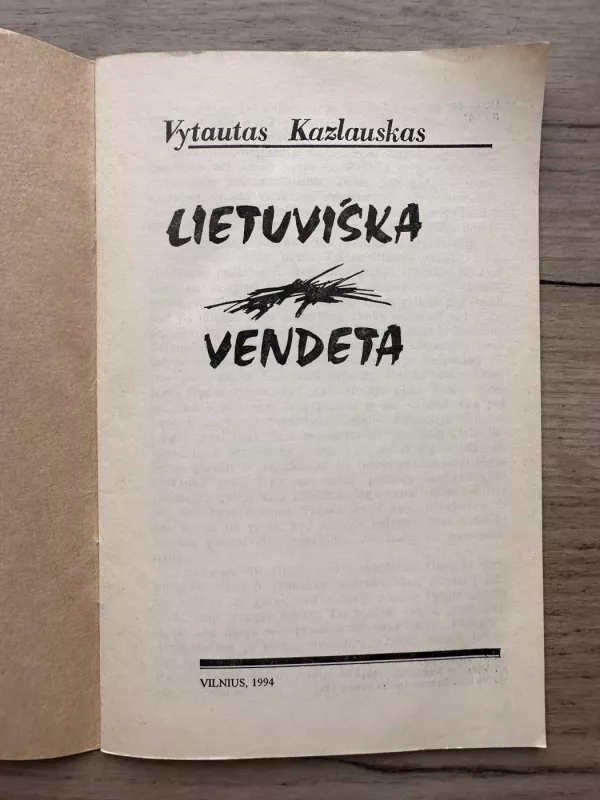 Vytautas Kazlauskas
LIETUVIŠKA
VENDETA
VILNIUS, 1994